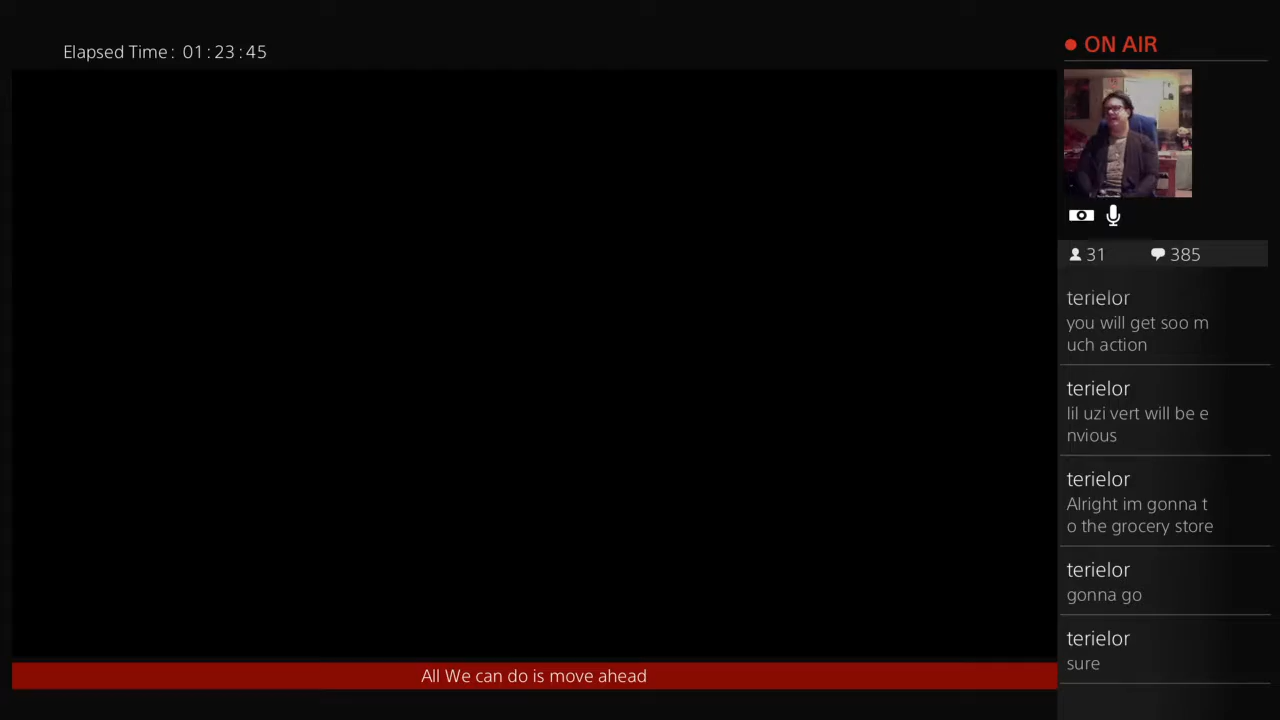 Elapsed Time: 01:23:45
ON AIR
31 385
terielor
you will get soo m
uch action
terielor
lil uzi vert will be e
nvious
terielor
Alright im gonna t
o the grocery store
terielor
gonna go
terielor
sure
All We can do is move ahead